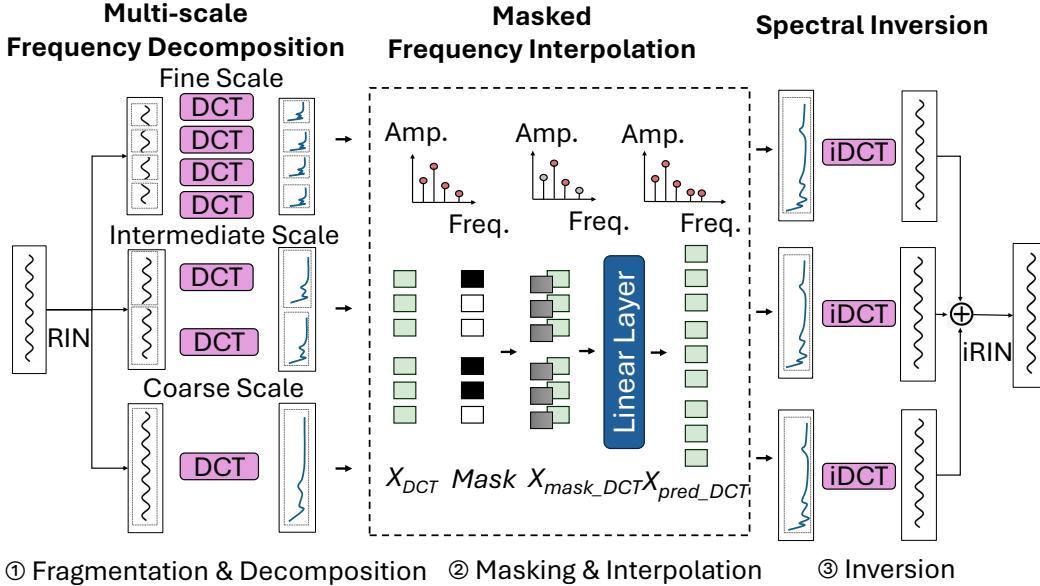 Multi-scale
Frequency Decomposition
Masked
Frequency Interpolation
Spectral Inversion
Fine Scale
DCT
DCT
DCT
DCT
Intermediate Scale
DCT
DCT
Coarse Scale
DCT
RIN
Amp.
Freq.
Amp.
Freq.
Amp.
Freq.
Linear Layer
X_DCT
Mask
X_mask_DCT
X_pred_DCT
iDCT
iDCT
iDCT
iRIN
① Fragmentation & Decomposition
② Masking & Interpolation
③ Inversion